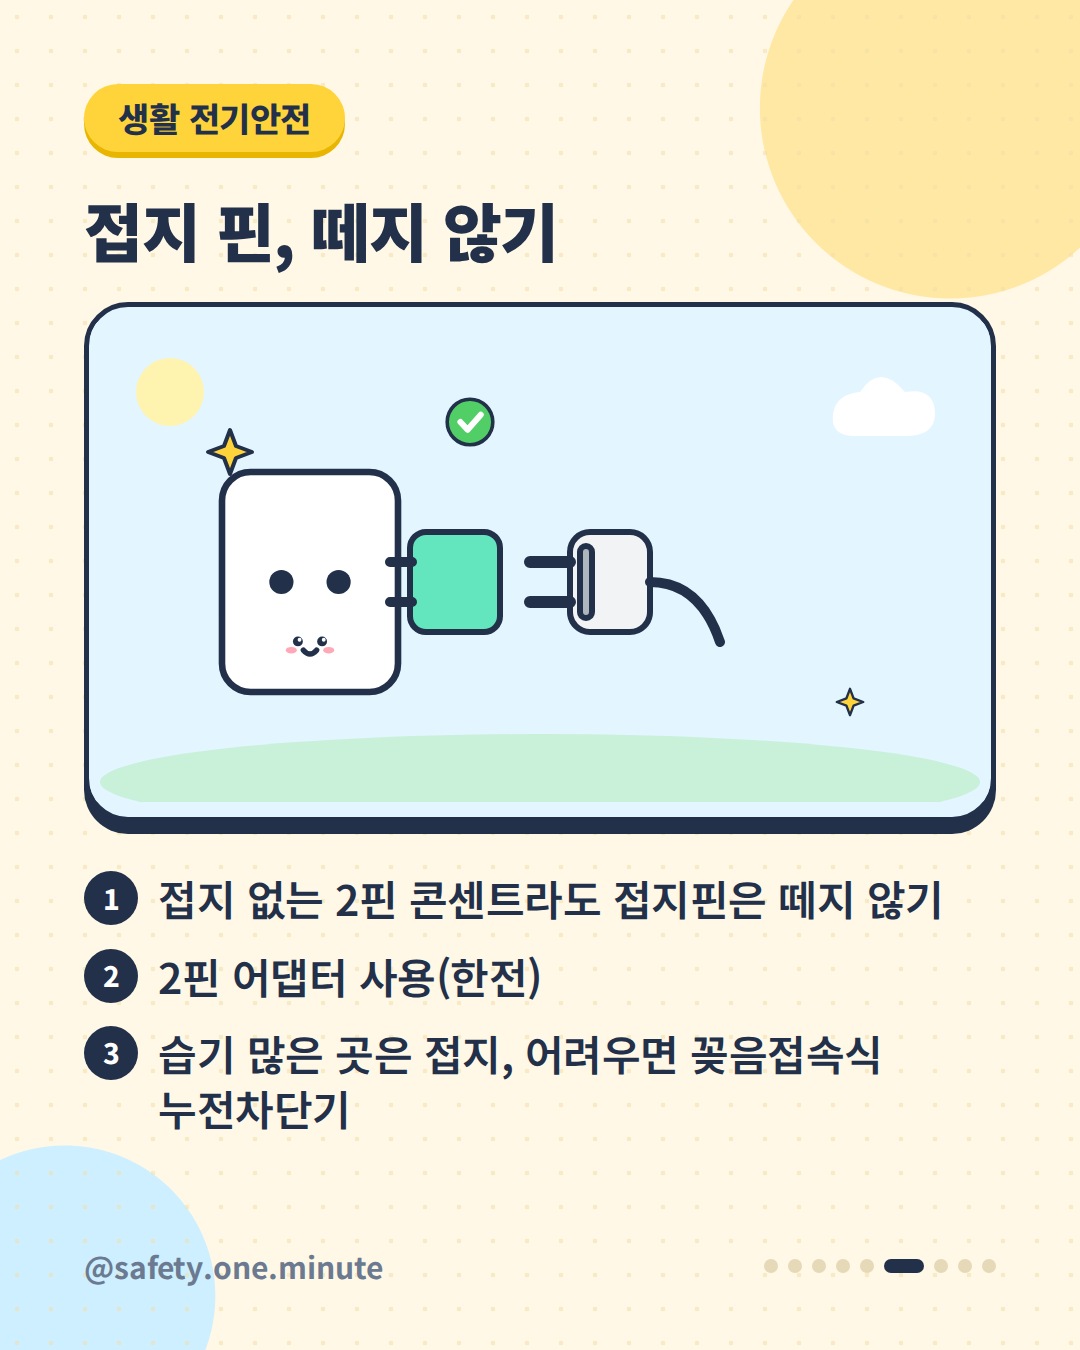 생활 전기안전
접지 핀, 떼지 않기
1 접지 없는 2핀 콘센트라도 접지핀은 떼지 않기
2 2핀 어댑터 사용(한전)
3 습기 많은 곳은 접지, 어려우면 꽂음접속식
누전차단기
@safety.one.minute